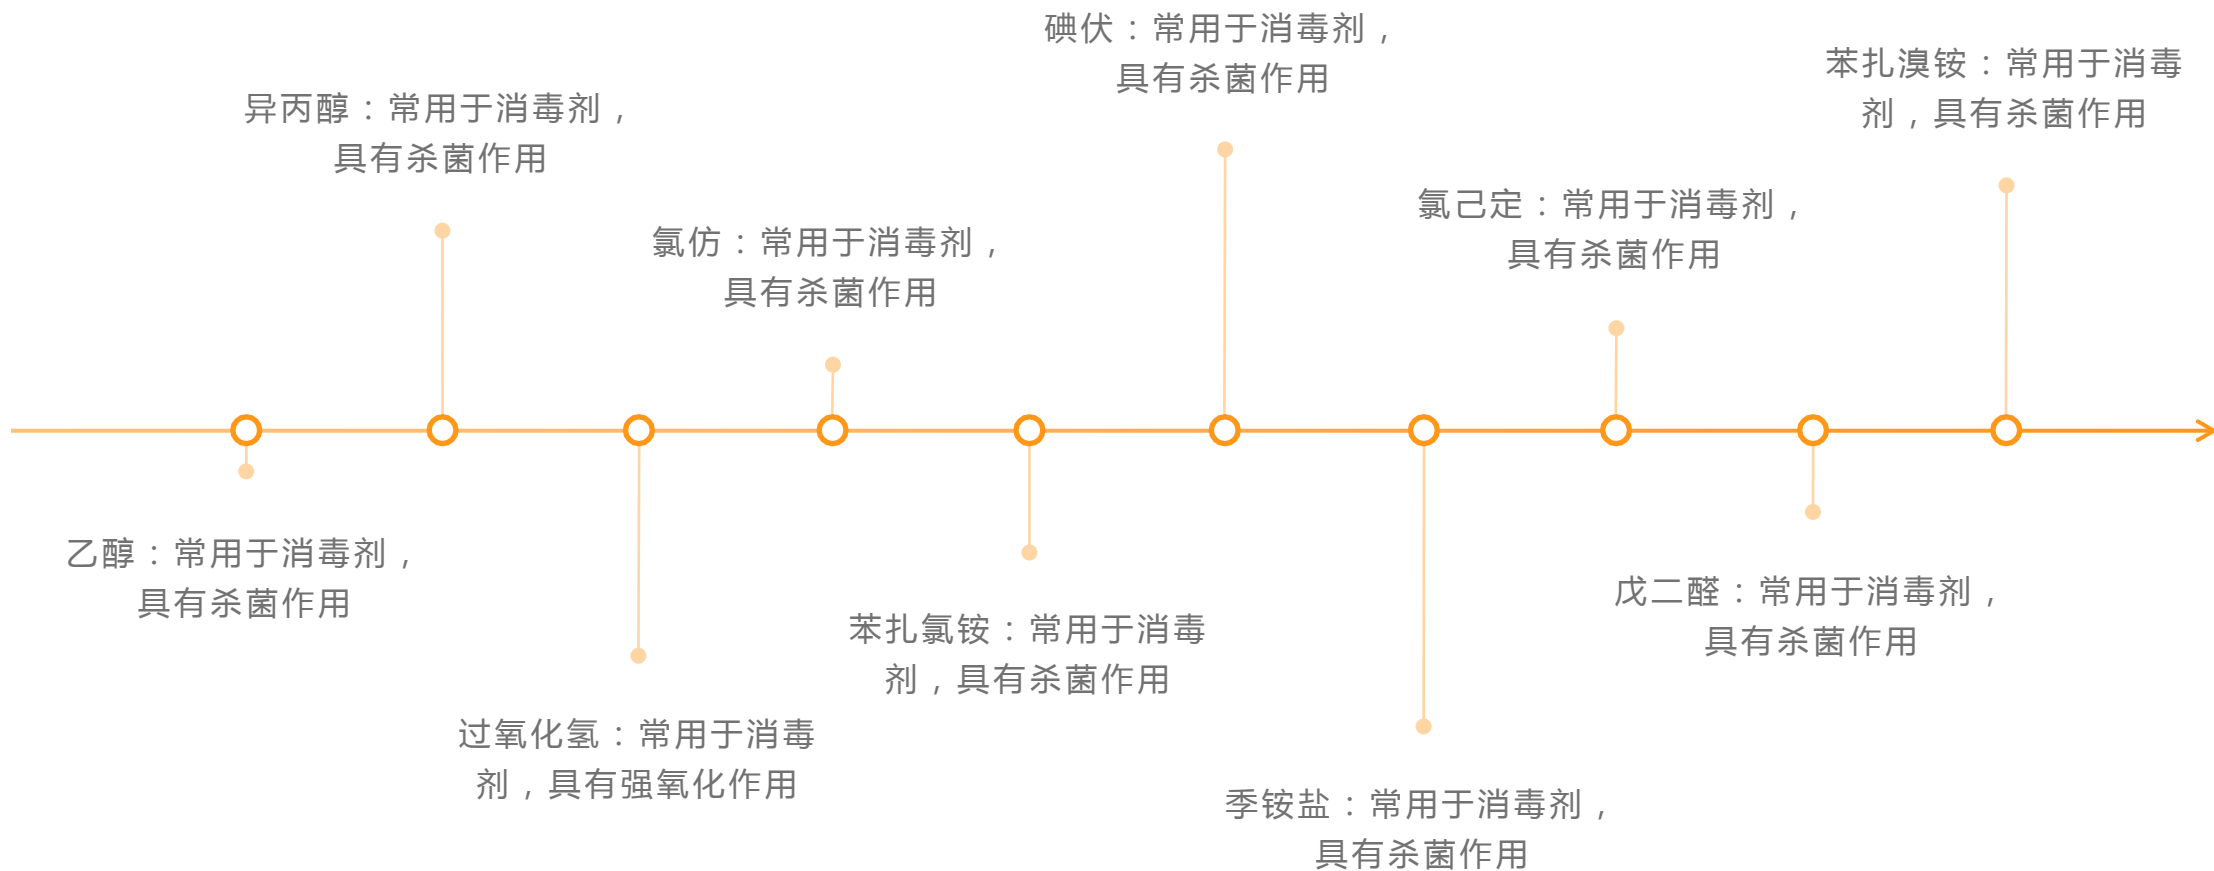 乙醇：常用于消毒剂，
具有杀菌作用
异丙醇：常用于消毒剂，
具有杀菌作用
过氧化氢：常用于消毒
剂，具有强氧化作用
氯仿：常用于消毒剂，
具有杀菌作用
苯扎氯铵：常用于消毒
剂，具有杀菌作用
碘伏：常用于消毒剂，
具有杀菌作用
季铵盐：常用于消毒剂，
具有杀菌作用
氯己定：常用于消毒剂，
具有杀菌作用
戊二醛：常用于消毒剂，
具有杀菌作用
苯扎溴铵：常用于消毒
剂，具有杀菌作用